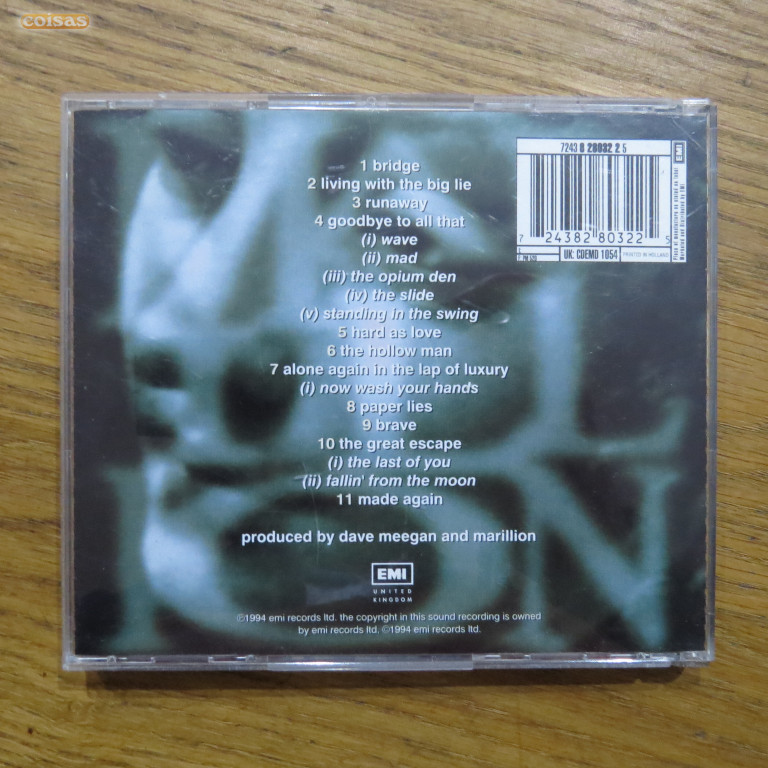 coisas
1 bridge
2 living with the big lie
3 runaway
4 goodbye to all that
(i) wave
(ii) mad
(iii) the opium den
(iv) the slide
(v) standing in the swing
5 hard as love
6 the hollow man
7 alone again in the lap of luxury
(i) now wash your hands
8 paper lies
9 brave
10 the great escape
(i) the last of you
(ii) fallin' from the moon
11 made again
produced by dave meegan and marillion
EMI
UNITED
KINGDOM
℗1994 emi records ltd. the copyright in this sound recording is owned
by emi records ltd. ©1994 emi records ltd.
7243 8 28032 2 5
7 24382 80322 5
UK: CDEMD 1054
PRINTED IN HOLLAND
EMI